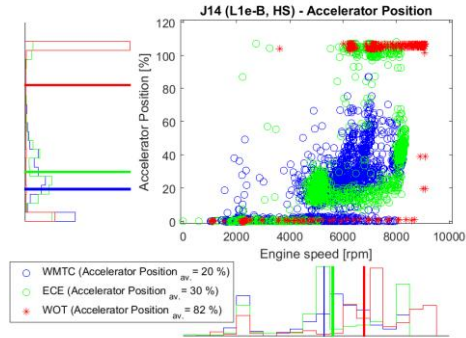 J14 (L1e-B, HS) - Accelerator Position
Accelerator Position [%]
120
100
80
60
40
20
0
0 2000 4000 6000 8000 10000
Engine speed [rpm]
WMTC (Accelerator Position av. = 20 %)
ECE (Accelerator Position av. = 30 %)
WOT (Accelerator Position av. = 82 %)